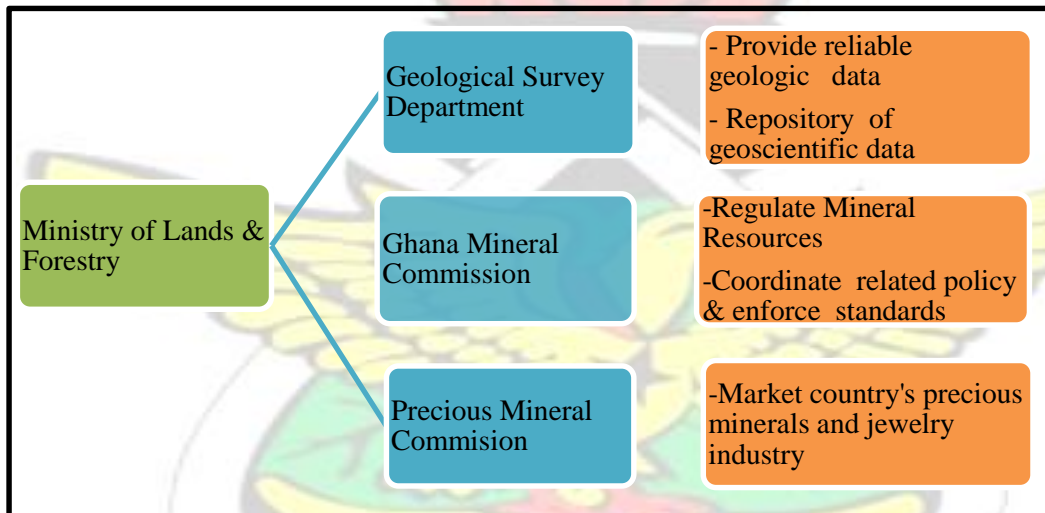 Ministry of Lands &
Forestry
Geological Survey
Department
- Provide reliable
geologic data
- Repository of
geoscientific data
Ghana Mineral
Commission
-Regulate Mineral
Resources
-Coordinate related policy
& enforce standards
Precious Mineral
Commision
-Market country's precious
minerals and jewelry
industry